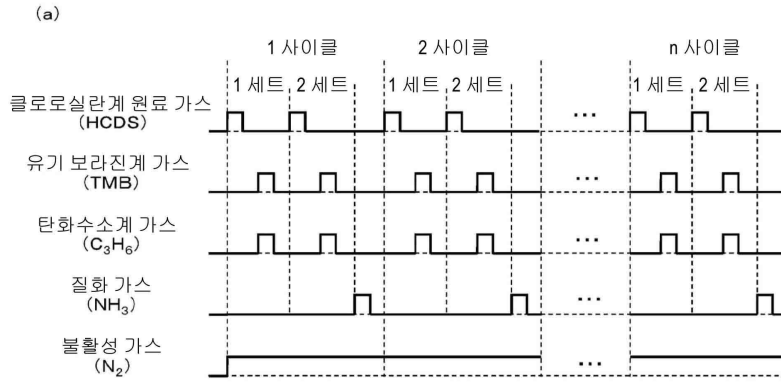 (a)
1 사이클 2 사이클 n 사이클
1 세트 2 세트 1 세트 2 세트 1 세트 2 세트
클로로실란계 원료 가스
(HCDS)
...
유기 보라진계 가스
(TMB)
...
탄화수소계 가스
(C₃H₆)
...
질화 가스
(NH₃)
...
불활성 가스
(N₂)
...